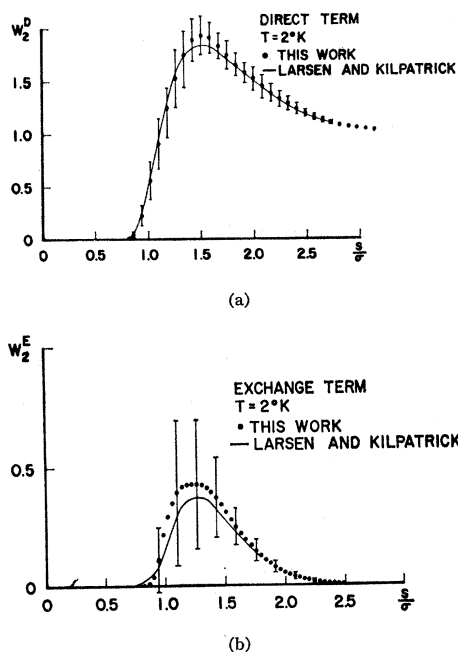 W₂ᴰ
DIRECT TERM
T = 2°K
• THIS WORK
— LARSEN AND KILPATRICK
2.0
1.5
1.0
0.5
0
0 0.5 1.0 1.5 2.0 2.5 s/σ
(a)
W₂ᴱ
EXCHANGE TERM
T = 2°K
• THIS WORK
— LARSEN AND KILPATRICK
0.5
0
0 0.5 1.0 1.5 2.0 2.5 s/σ
(b)